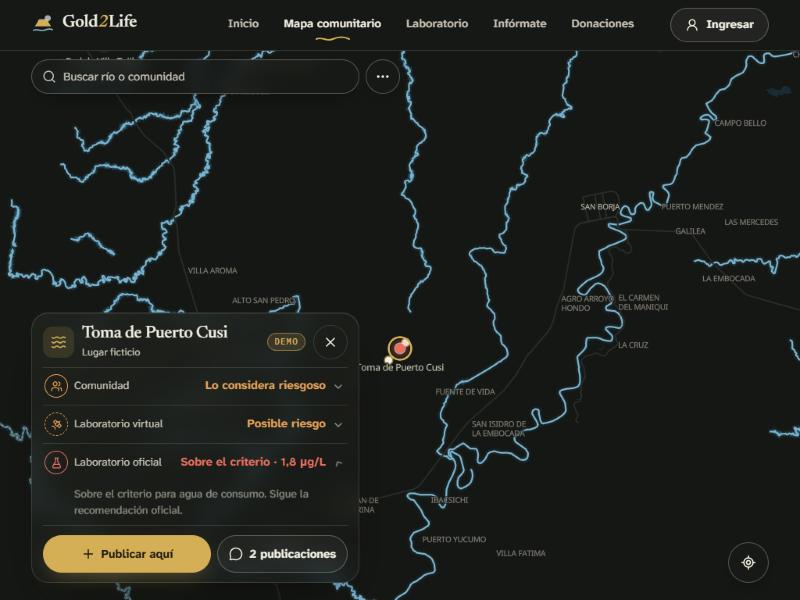 Gold2Life
Inicio
Mapa comunitario
Laboratorio
Infórmate
Donaciones
Ingresar
Buscar río o comunidad
CAMPO BELLO
SAN BORJA
PUERTO MENDEZ
LAS MERCEDES
GALILEA
VILLA AROMA
LA EMBOCADA
ALTO SAN PEDRO
AGRO ARROYO
HONDO
EL CARMEN
DEL MANIQUI
LA CRUZ
Toma de Puerto Cusi
Lugar ficticio
DEMO
Toma de Puerto Cusi
Comunidad
Lo considera riesgoso
FUENTE DE VIDA
Laboratorio virtual
Posible riesgo
SAN ISIDRO DE
LA EMBOCADA
Laboratorio oficial
Sobre el criterio · 1,8 µg/L
Sobre el criterio para agua de consumo. Sigue la
recomendación oficial.
PUERTO YUCUMO
VILLA FATIMA
Publicar aquí
2 publicaciones